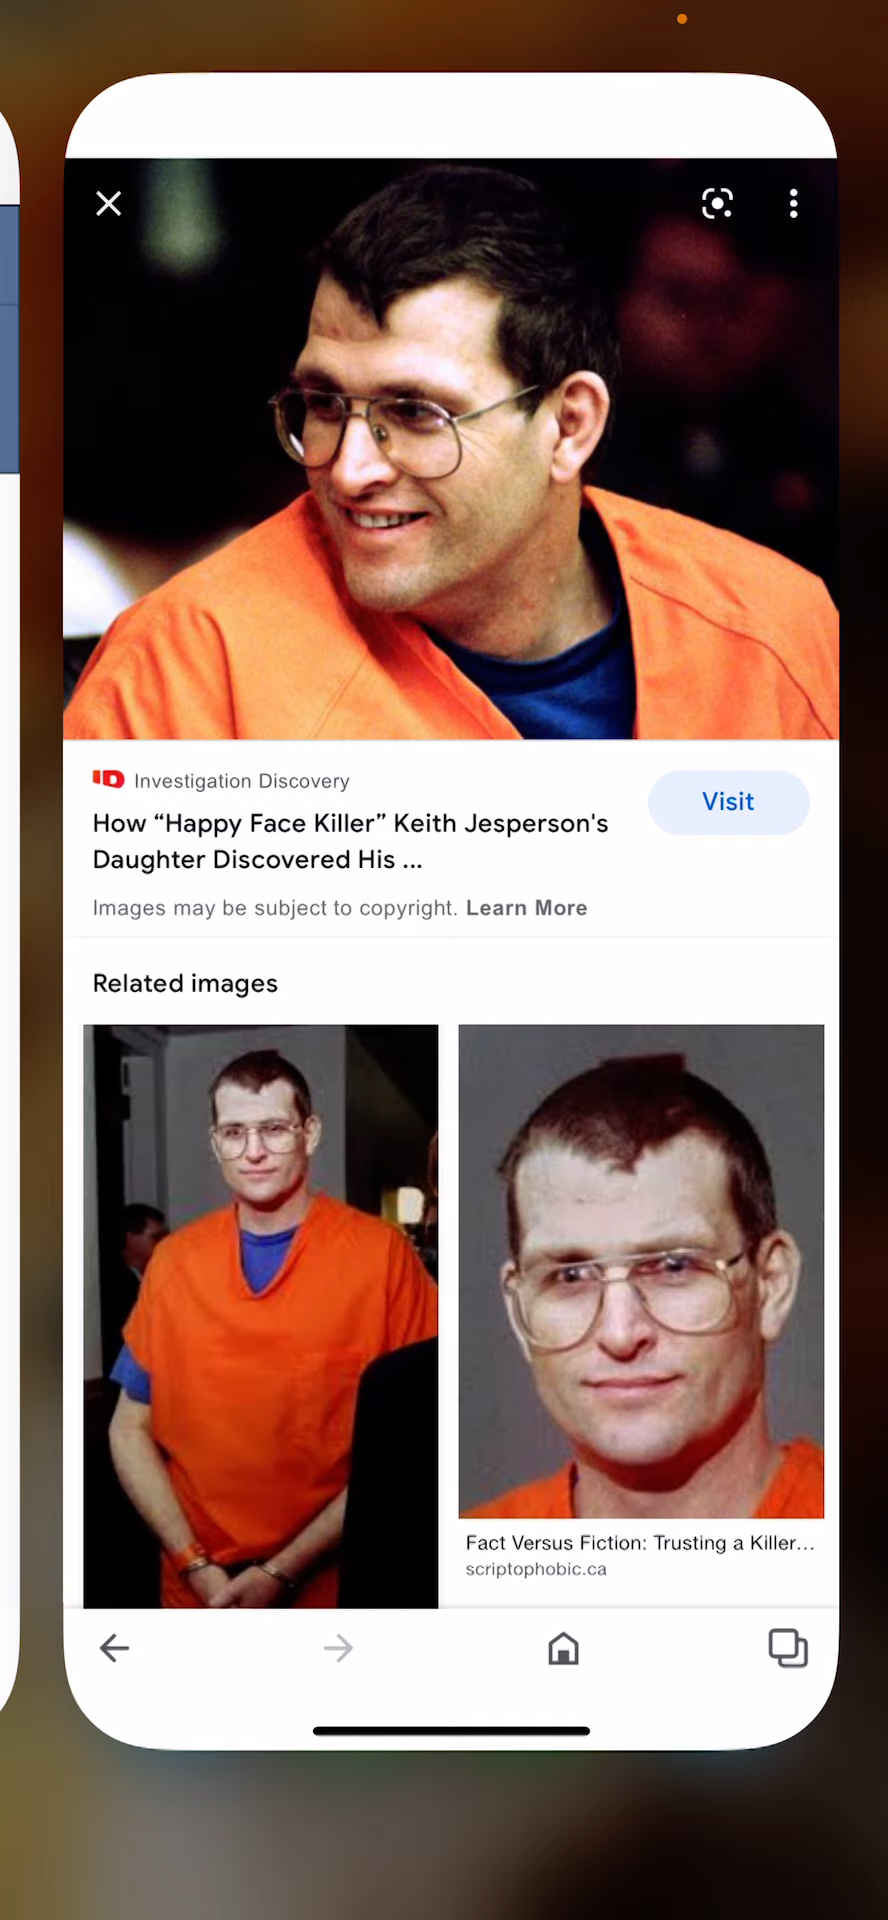 Investigation Discovery
Visit
How “Happy Face Killer” Keith Jesperson's
Daughter Discovered His ...
Images may be subject to copyright. Learn More
Related images
Fact Versus Fiction: Trusting a Killer...
scriptophobic.ca